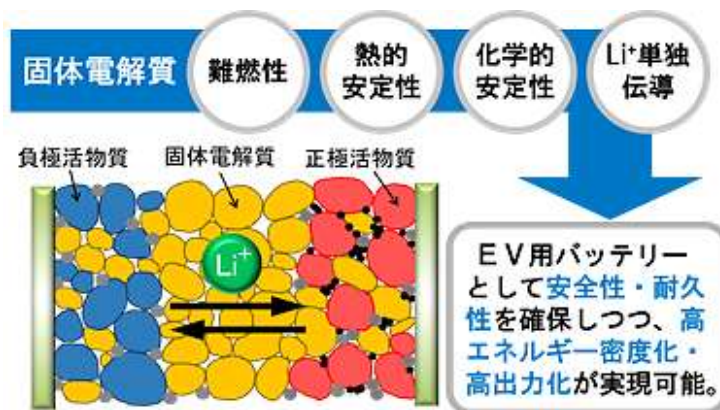 固体電解質
難燃性
熱的
安定性
化学的
安定性
Li⁺単独
伝導
負極活物質
固体電解質
正極活物質
Li⁺
EV用バッテリー
として安全性・耐久
性を確保しつつ、高
エネルギー密度化・
高出力化が実現可能。